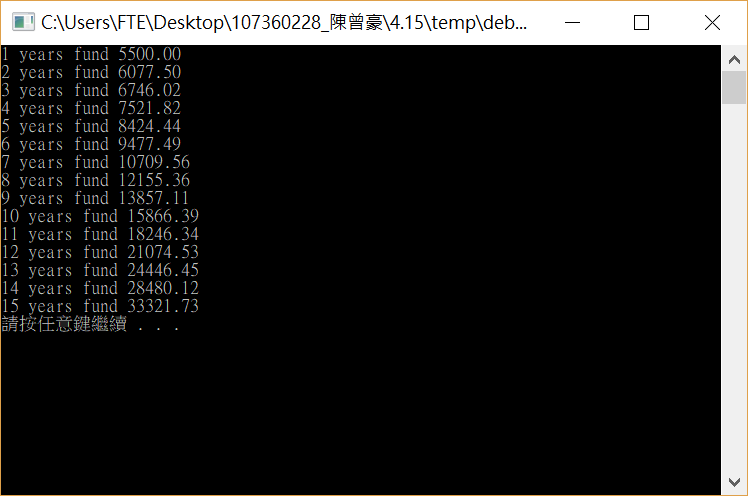 C:\Users\FTE\Desktop\107360228_陳曾豪\4.15\temp\deb...
1 years fund 5500.00
2 years fund 6077.50
3 years fund 6746.02
4 years fund 7521.82
5 years fund 8424.44
6 years fund 9477.49
7 years fund 10709.56
8 years fund 12155.36
9 years fund 13857.11
10 years fund 15866.39
11 years fund 18246.34
12 years fund 21074.53
13 years fund 24446.45
14 years fund 28480.12
15 years fund 33321.73
請按任意鍵繼續 . . .